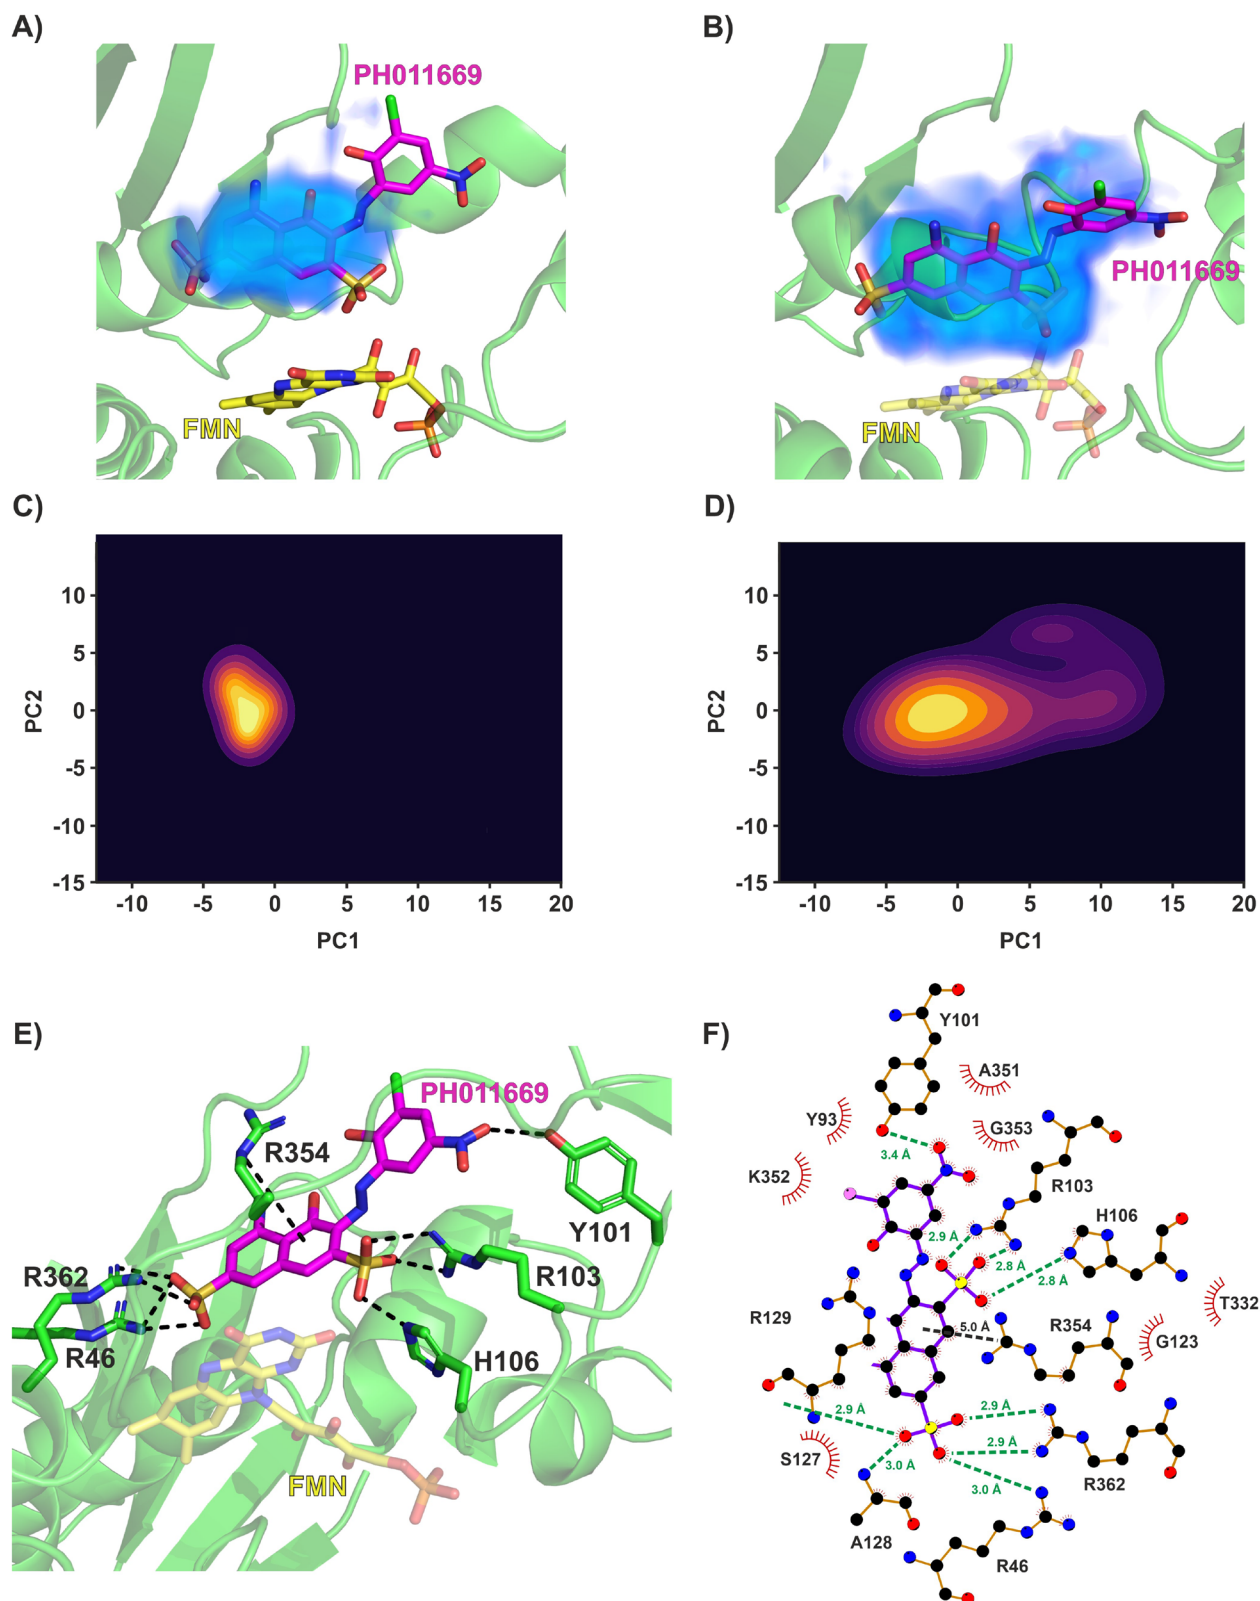 A)
B)
PH011669
PH011669
FMN
FMN
C)
D)
10
5
0
-5
-10
-15
PC2
-10 -5 0 5 10 15 20
PC1
10
5
0
-5
-10
-15
PC2
-10 -5 0 5 10 15 20
PC1
E)
PH011669
R354
Y101
R362
R103
R46
H106
FMN
F)
Y101
A351
Y93
G353
3.4 Å
K352
R103
H106
2.9 Å
2.8 Å
2.8 Å
T332
R129
5.0 Å
R354
G123
2.9 Å
2.9 Å
2.9 Å
S127
3.0 Å
3.0 Å
R362
A128
R46